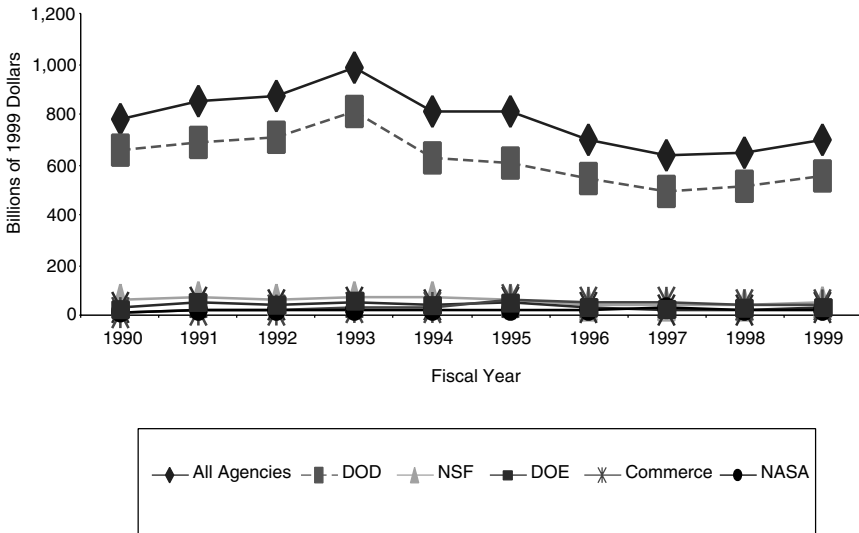 1,200
1,000
800
600
400
200
0
Billions of 1999 Dollars
1990 1991 1992 1993 1994 1995 1996 1997 1998 1999
Fiscal Year
All Agencies DOD NSF DOE Commerce NASA